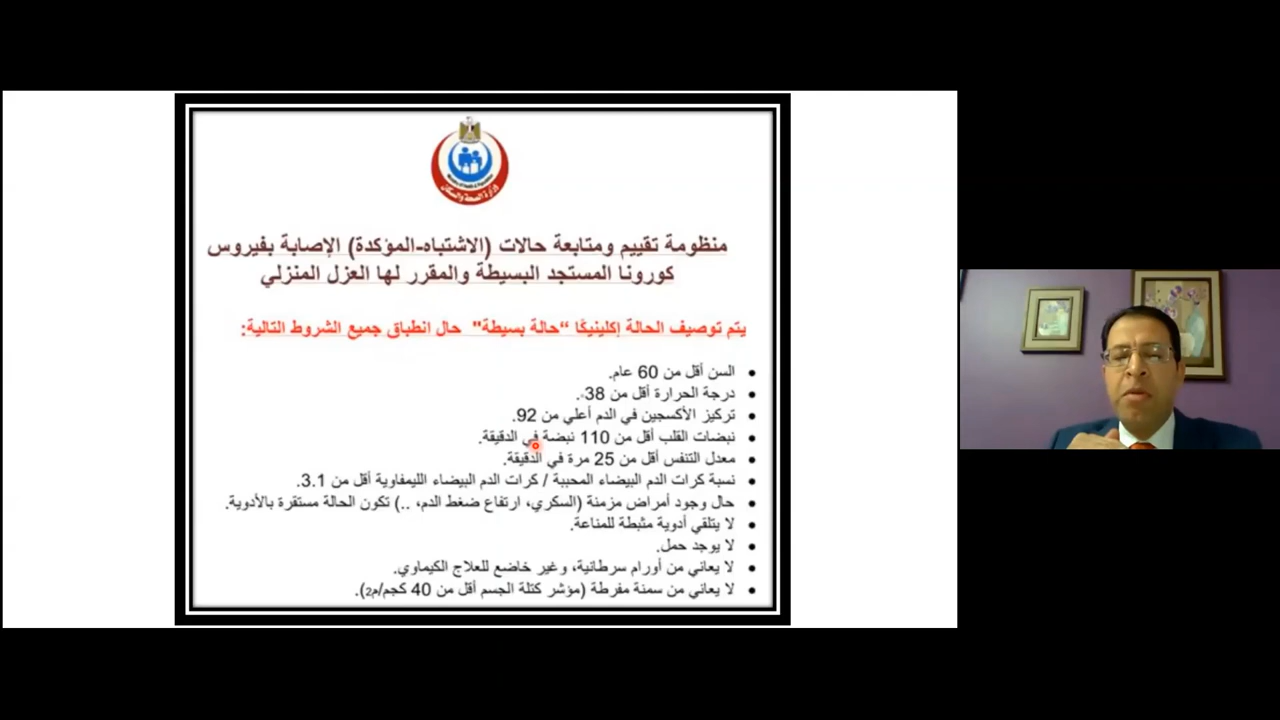 وزارة الصحة والسكان
منظومة تقييم ومتابعة حالات (الاشتباه-المؤكدة) الإصابة بفيروس
كورونا المستجد البسيطة والمقرر لها العزل المنزلي
يتم توصيف الحالة إكلينيكًا “حالة بسيطة" حال انطباق جميع الشروط التالية:
• السن أقل من 60 عام.
• درجة الحرارة أقل من 38◦.
• تركيز الأكسجين في الدم أعلي من 92.
• نبضات القلب أقل من 110 نبضة في الدقيقة.
• معدل التنفس أقل من 25 مرة في الدقيقة.
• نسبة كرات الدم البيضاء المحببة / كرات الدم البيضاء الليمفاوية أقل من 3.1.
• حال وجود أمراض مزمنة (السكري، ارتفاع ضغط الدم، ..) تكون الحالة مستقرة بالأدوية.
• لا يتلقي أدوية مثبطة للمناعة.
• لا يوجد حمل.
• لا يعاني من أورام سرطانية، وغير خاضع للعلاج الكيماوي.
• لا يعاني من سمنة مفرطة (مؤشر كتلة الجسم أقل من 40 كجم/م2).